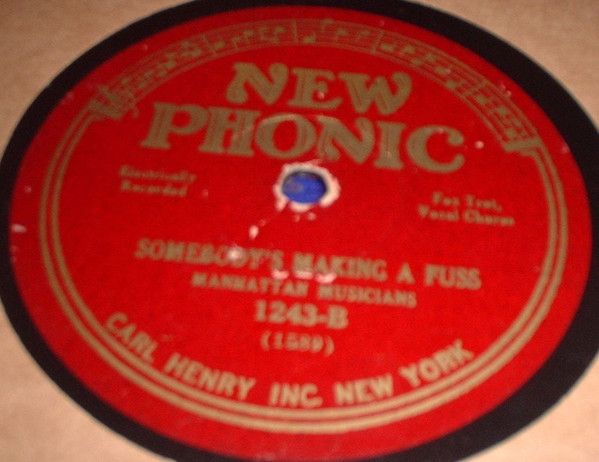 NEW
PHONIC
Electrically
Recorded
Fox Trot,
Vocal Chorus
SOMEBODY'S MAKING A FUSS
MANHATTAN MUSICIANS
1243-B
(1589)
CARL HENRY INC. NEW YORK